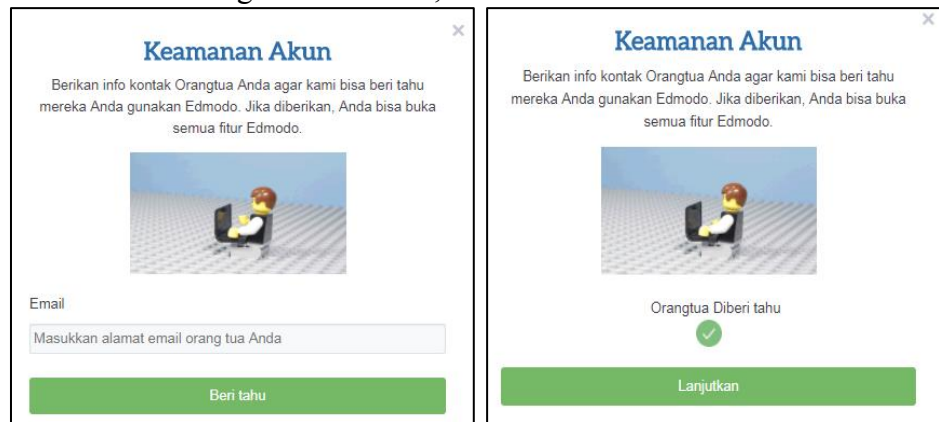 Keamanan Akun
Berikan info kontak Orangtua Anda agar kami bisa beri tahu
mereka Anda gunakan Edmodo. Jika diberikan, Anda bisa buka
semua fitur Edmodo.
Email
Masukkan alamat email orang tua Anda
Beri tahu
Keamanan Akun
Berikan info kontak Orangtua Anda agar kami bisa beri tahu
mereka Anda gunakan Edmodo. Jika diberikan, Anda bisa buka
semua fitur Edmodo.
Orangtua Diberi tahu
Lanjutkan